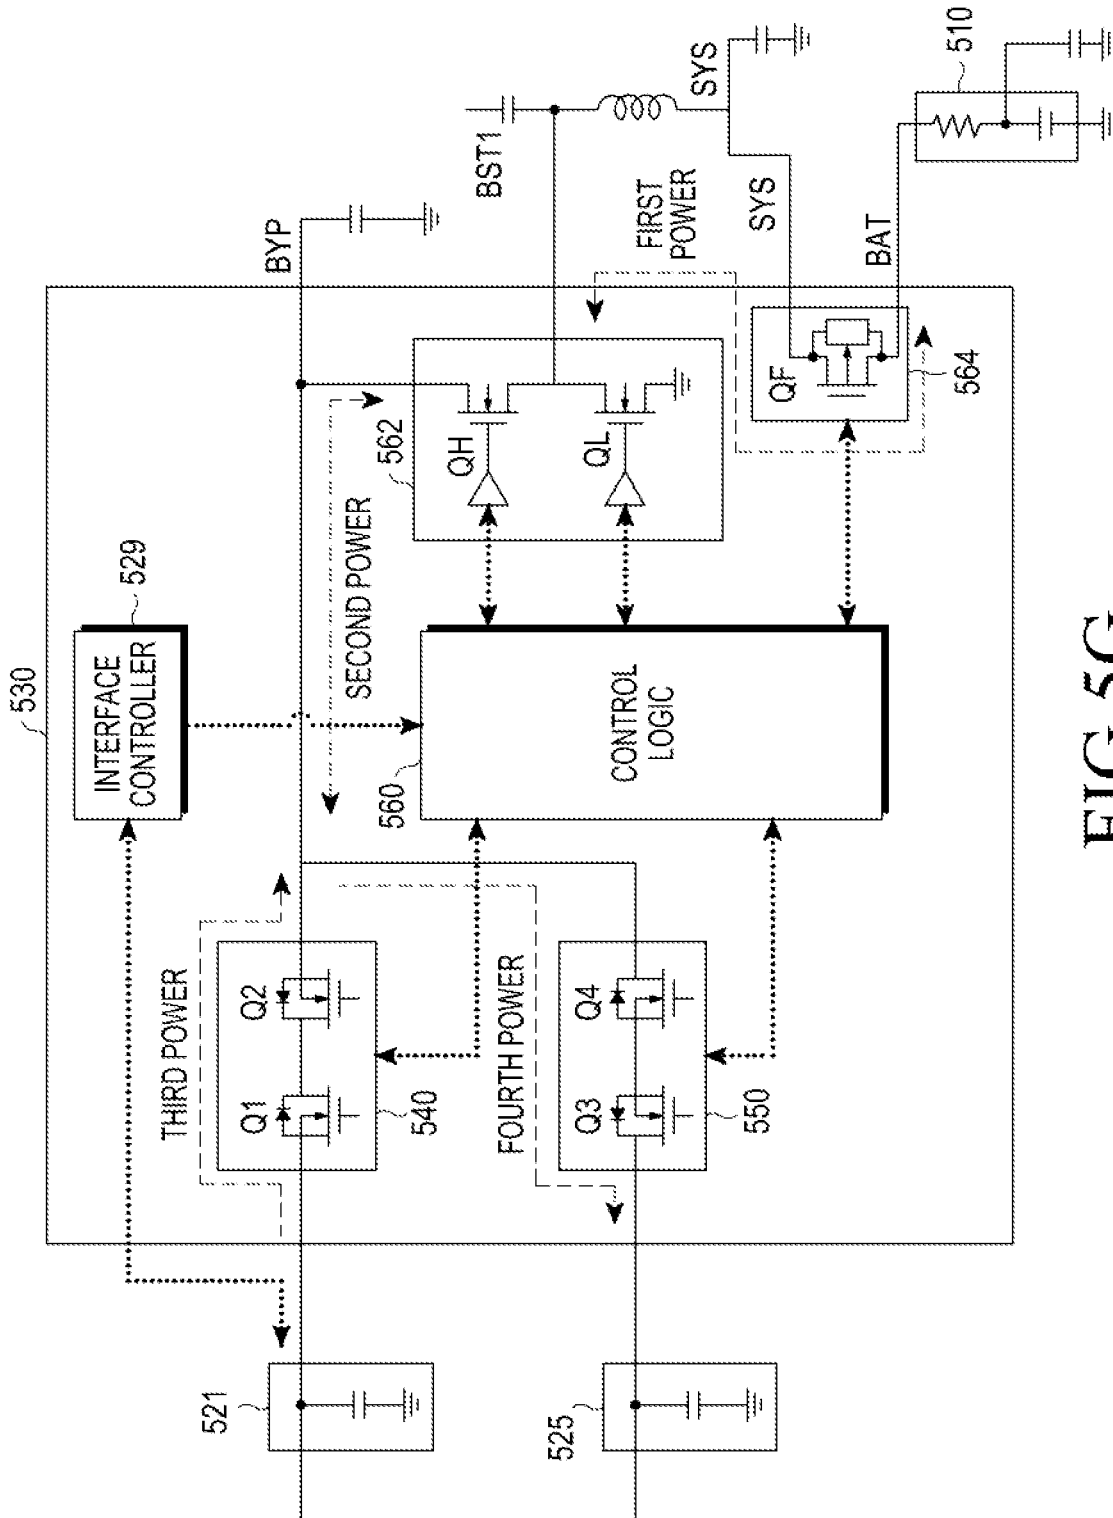 530
INTERFACE
CONTROLLER
529
521
THIRD POWER
Q1
Q2
540
SECOND POWER
BYP
562
QH
QL
BST1
560
CONTROL
LOGIC
FOURTH POWER
Q3
Q4
550
525
FIRST
POWER
SYS
SYS
QF
564
BAT
510
FIG. 5G